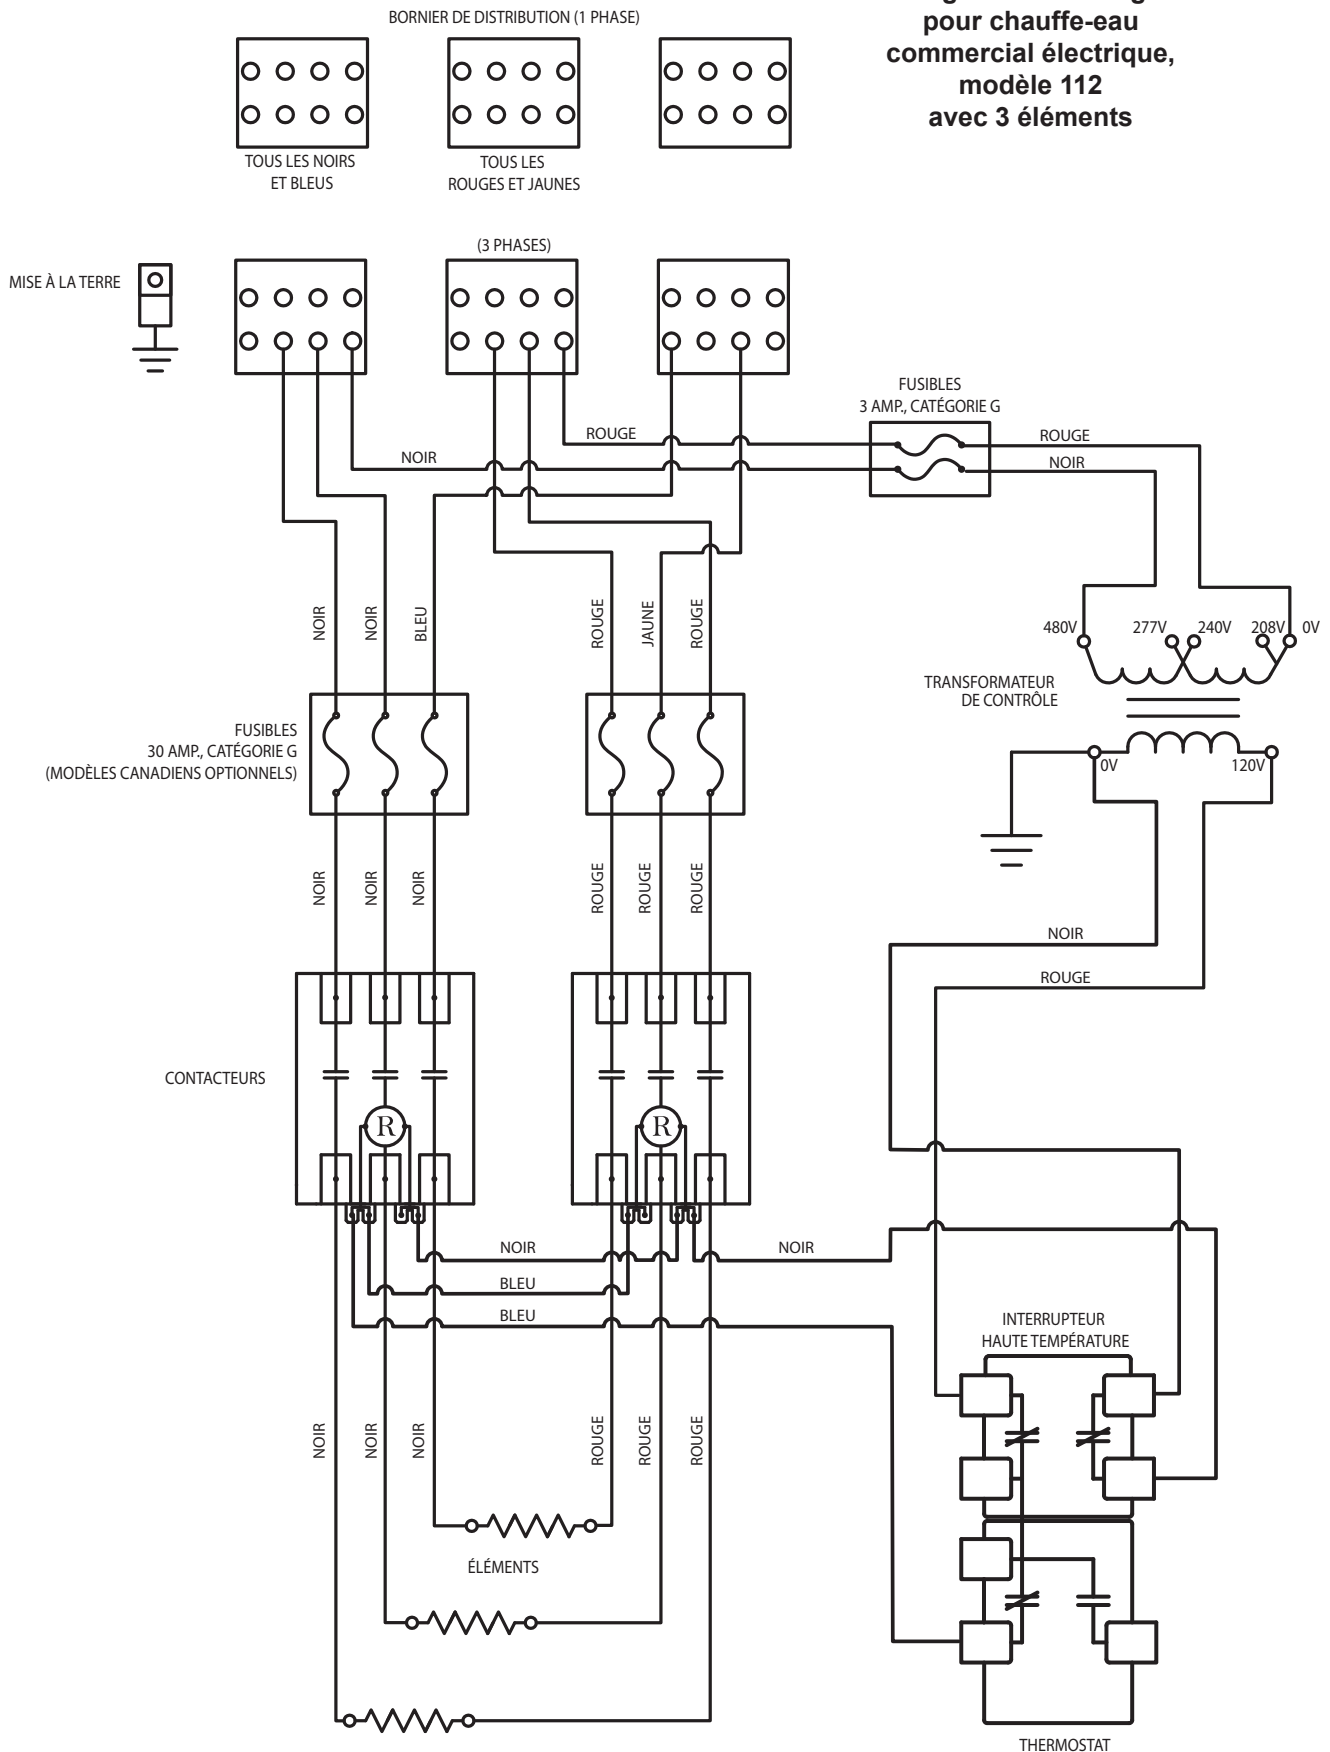 pour chauffe-eau
commercial électrique,
modèle 112
avec 3 éléments
BORNIER DE DISTRIBUTION (1 PHASE)
TOUS LES NOIRS
ET BLEUS
TOUS LES
ROUGES ET JAUNES
(3 PHASES)
MISE À LA TERRE
FUSIBLES
3 AMP., CATÉGORIE G
ROUGE
ROUGE
NOIR
NOIR
NOIR
NOIR
BLEU
ROUGE
JAUNE
ROUGE
480V
277V
240V
208V
0V
TRANSFORMATEUR
DE CONTRÔLE
FUSIBLES
30 AMP., CATÉGORIE G
(MODÈLES CANADIENS OPTIONNELS)
0V
120V
NOIR
NOIR
NOIR
ROUGE
ROUGE
ROUGE
NOIR
ROUGE
CONTACTEURS
R
R
NOIR
NOIR
BLEU
BLEU
INTERRUPTEUR
HAUTE TEMPÉRATURE
NOIR
NOIR
NOIR
ROUGE
ROUGE
ROUGE
ÉLÉMENTS
THERMOSTAT